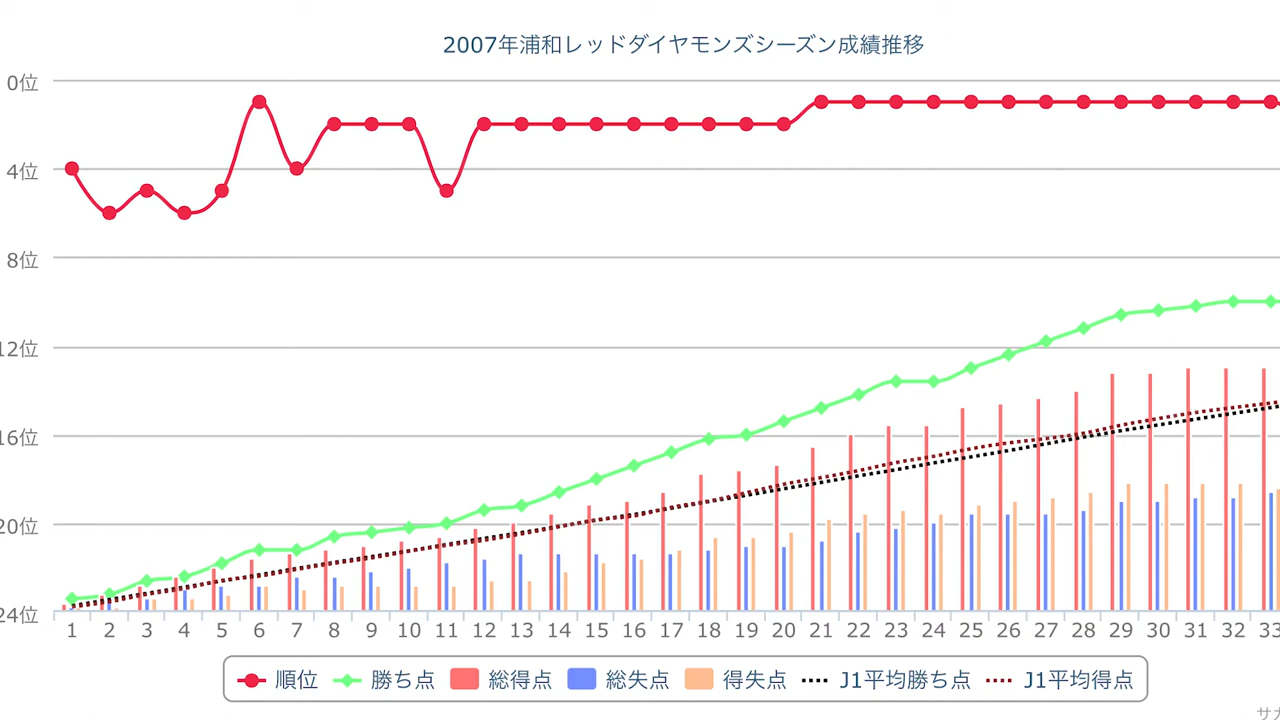 2007年浦和レッドダイヤモンズシーズン成績推移
0位
4位
8位
12位
16位
20位
24位
1 2 3 4 5 6 7 8 9 10 11 12 13 14 15 16 17 18 19 20 21 22 23 24 25 26 27 28 29 30 31 32 33
順位 勝ち点 総得点 総失点 得失点 J1平均勝ち点 J1平均得点